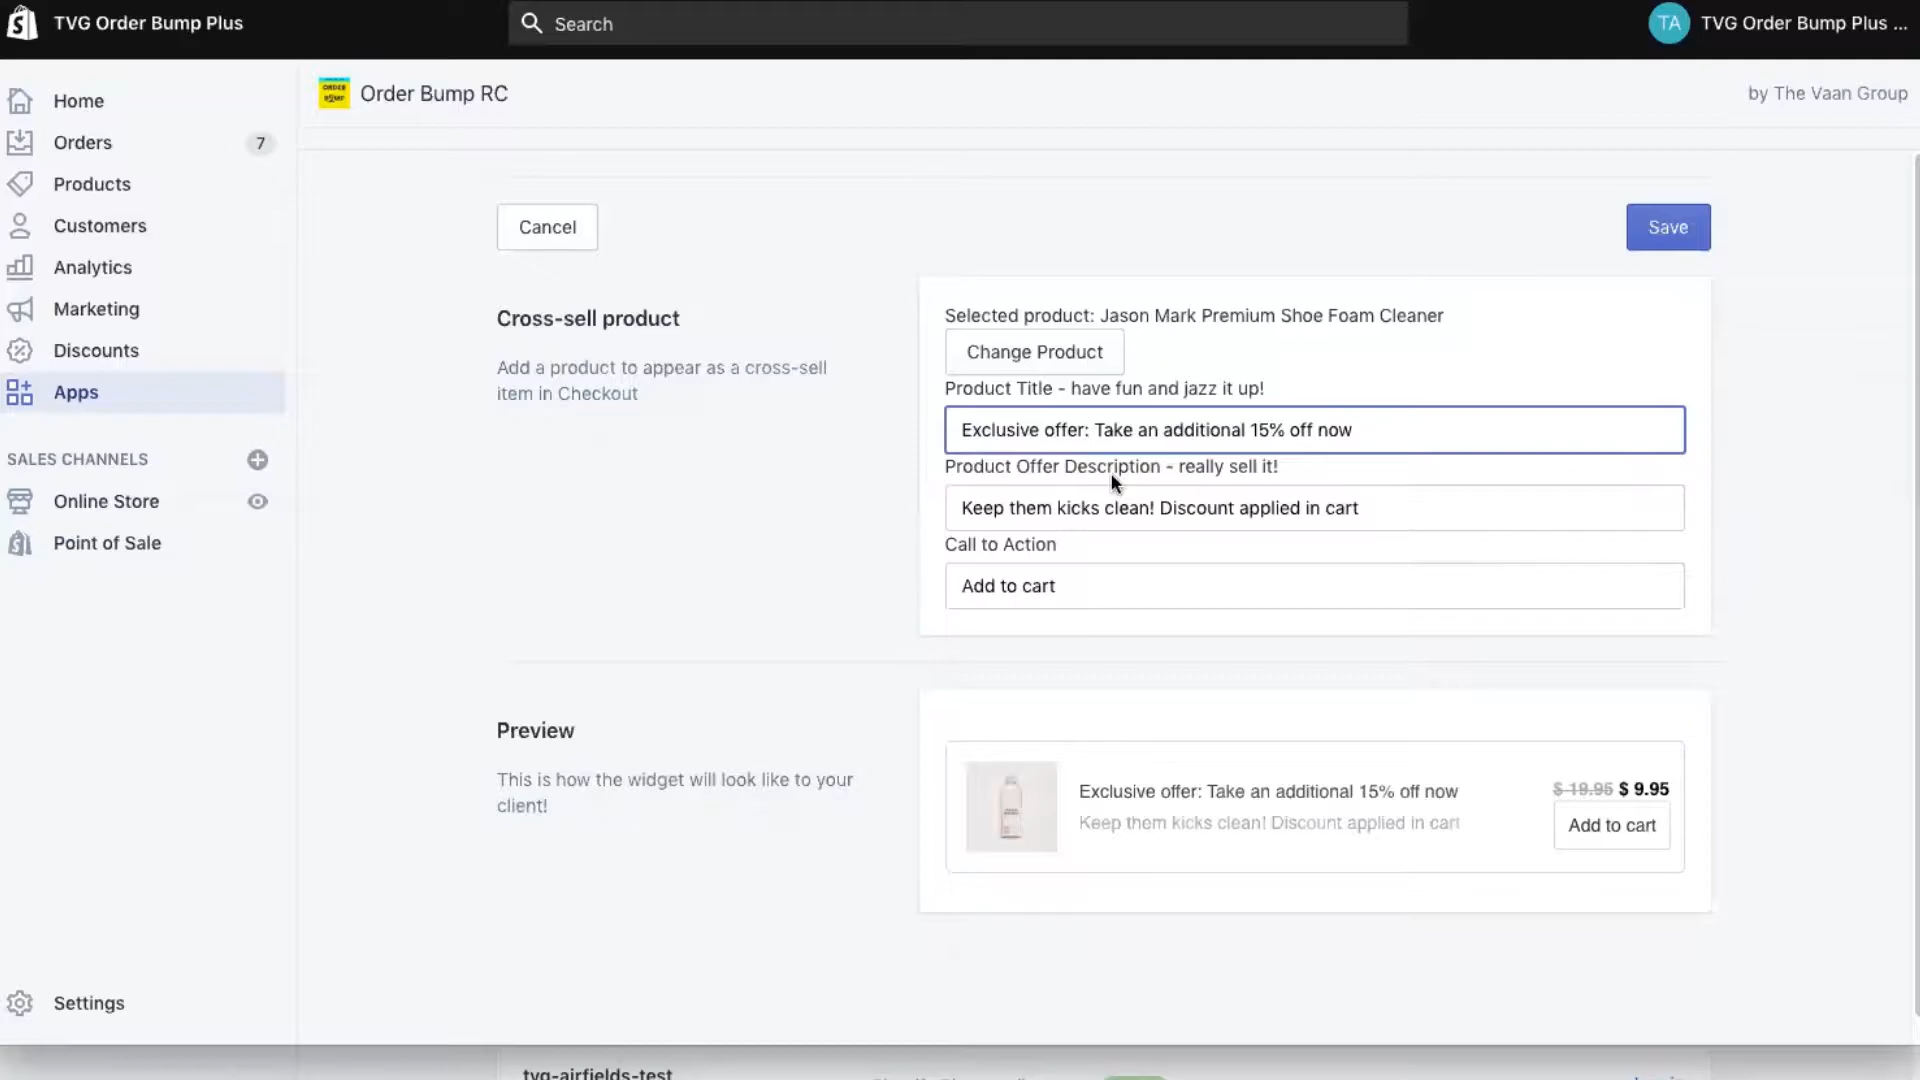 TVG Order Bump Plus
Search
TA
TVG Order Bump Plus ...
Home
Orders
7
Products
Customers
Analytics
Marketing
Discounts
Apps
SALES CHANNELS
Online Store
Point of Sale
Settings
ORDER
BUMP
Order Bump RC
by The Vaan Group
Cancel
Save
Cross-sell product
Add a product to appear as a cross-sell
item in Checkout
Selected product: Jason Mark Premium Shoe Foam Cleaner
Change Product
Product Title - have fun and jazz it up!
Exclusive offer: Take an additional 15% off now
Product Offer Description - really sell it!
Keep them kicks clean! Discount applied in cart
Call to Action
Add to cart
Preview
This is how the widget will look like to your
client!
Exclusive offer: Take an additional 15% off now
Keep them kicks clean! Discount applied in cart
$ 19.95 $ 9.95
Add to cart
tvg-airfields-test